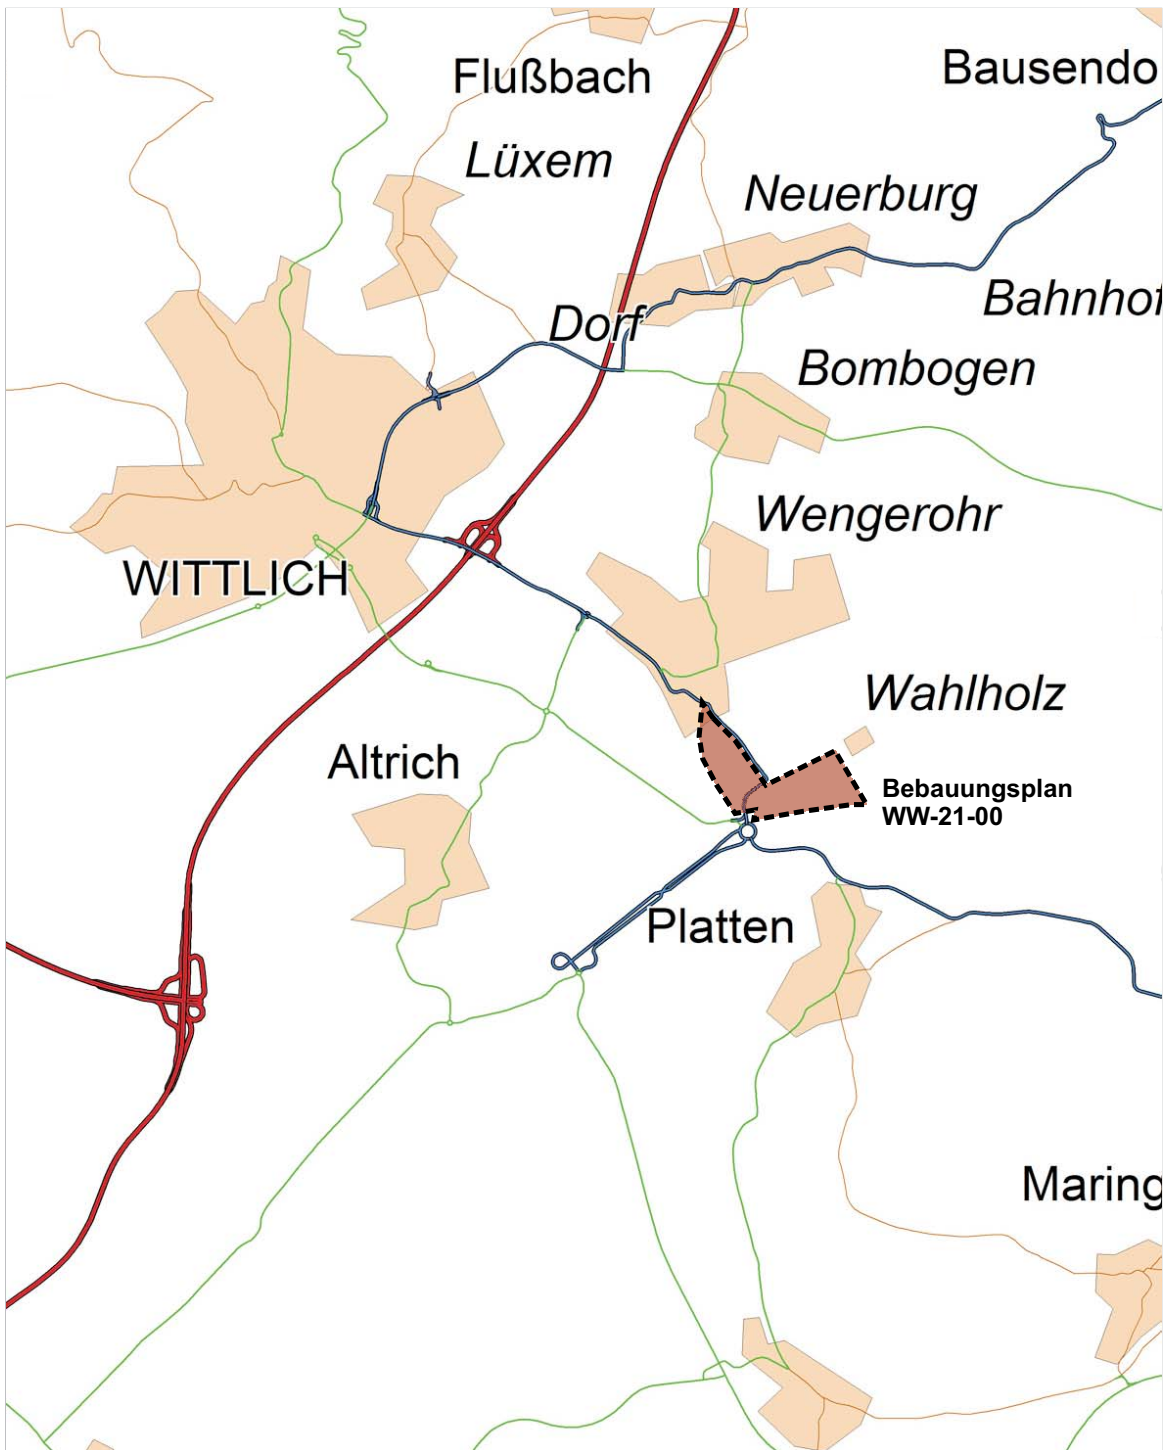 Flußbach
Bausendo
Lüxem
Neuerburg
Bahnhof
Dorf
Bombogen
Wengerohr
WITTLICH
Wahlholz
Altrich
Bebauungsplan
WW-21-00
Platten
Maring